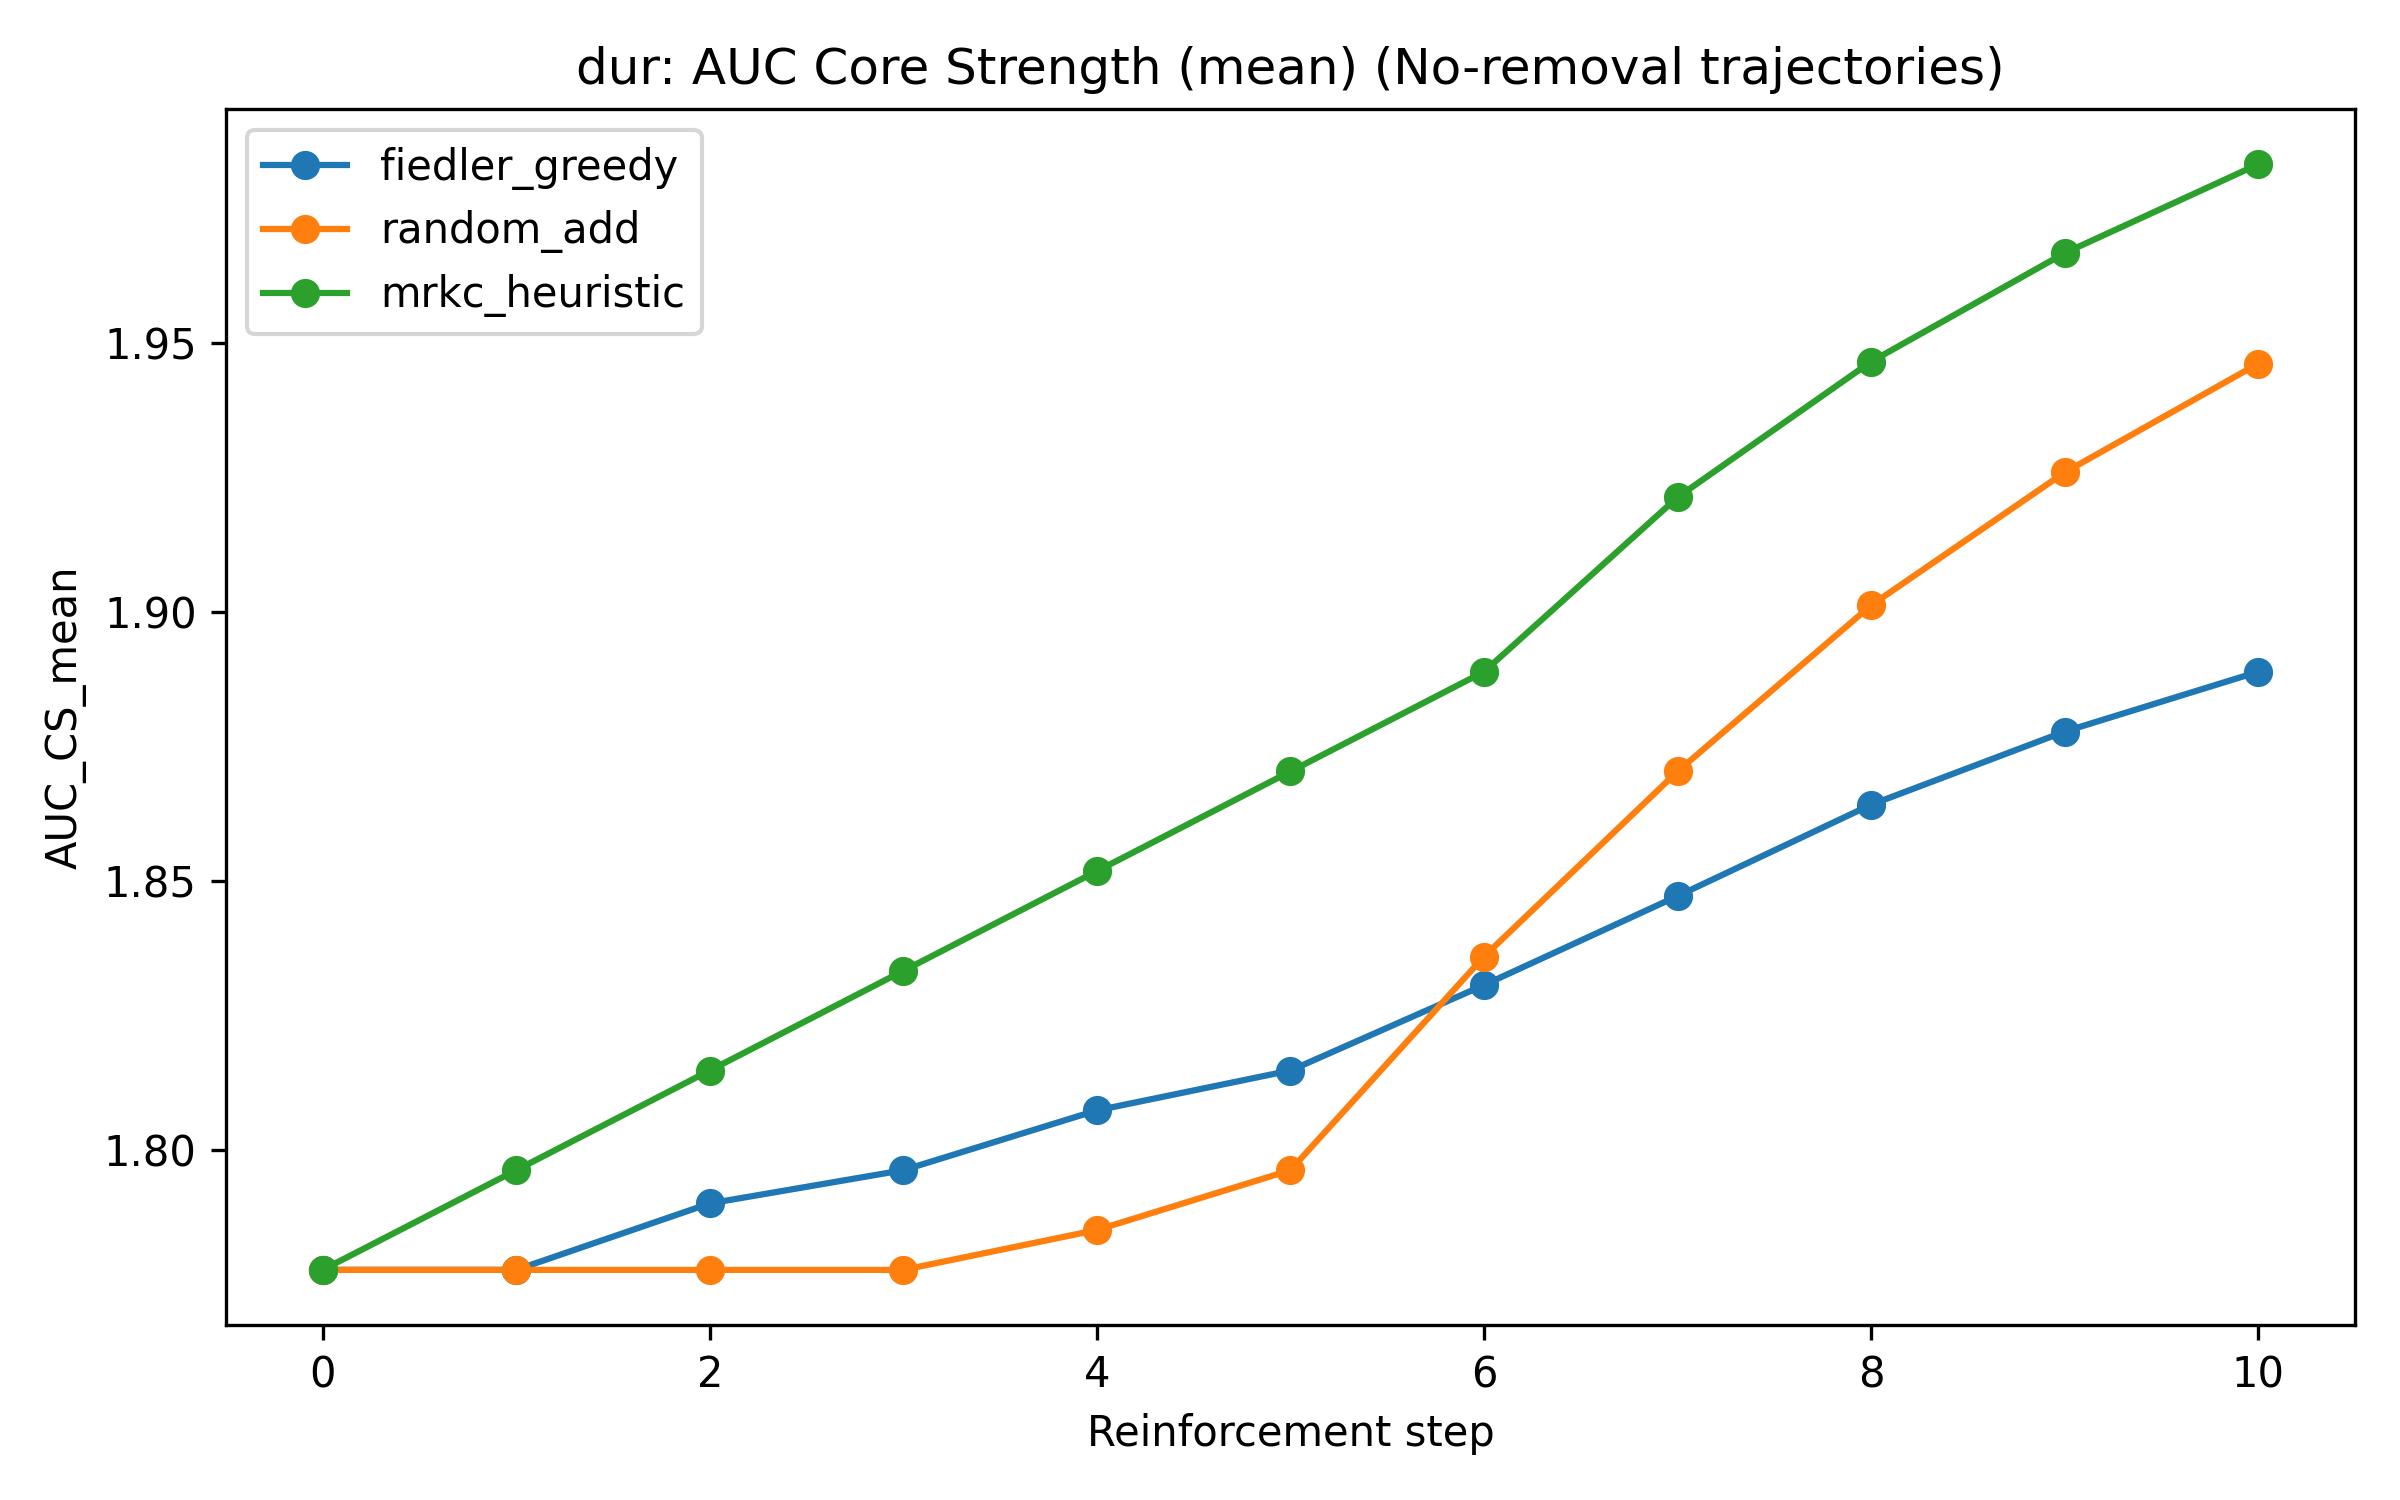 dur: AUC Core Strength (mean) (No-removal trajectories)
fiedler_greedy
random_add
mrkc_heuristic
AUC_CS_mean
1.95
1.90
1.85
1.80
0 2 4 6 8 10
Reinforcement step